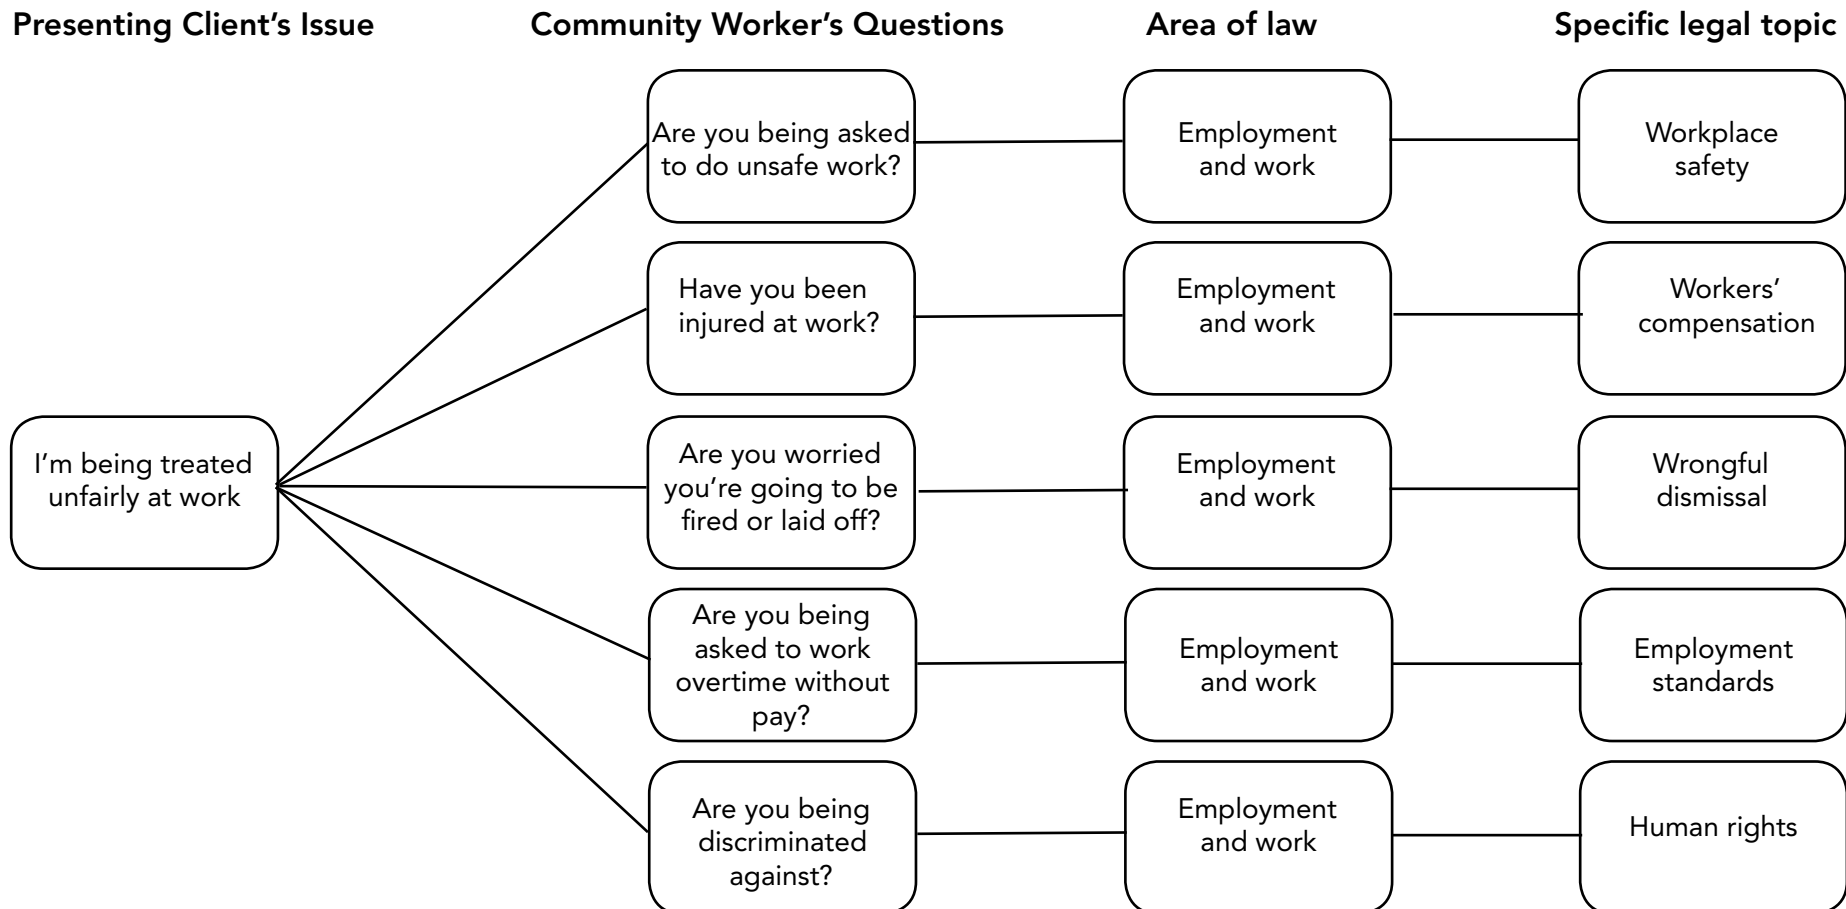 Presenting Client’s Issue
Community Worker’s Questions
Area of law
Specific legal topic
I’m being treated
unfairly at work
Are you being asked
to do unsafe work?
Employment
and work
Workplace
safety
Have you been
injured at work?
Employment
and work
Workers’
compensation
Are you worried
you’re going to be
fired or laid off?
Employment
and work
Wrongful
dismissal
Are you being
asked to work
overtime without
pay?
Employment
and work
Employment
standards
Are you being
discriminated
against?
Employment
and work
Human rights